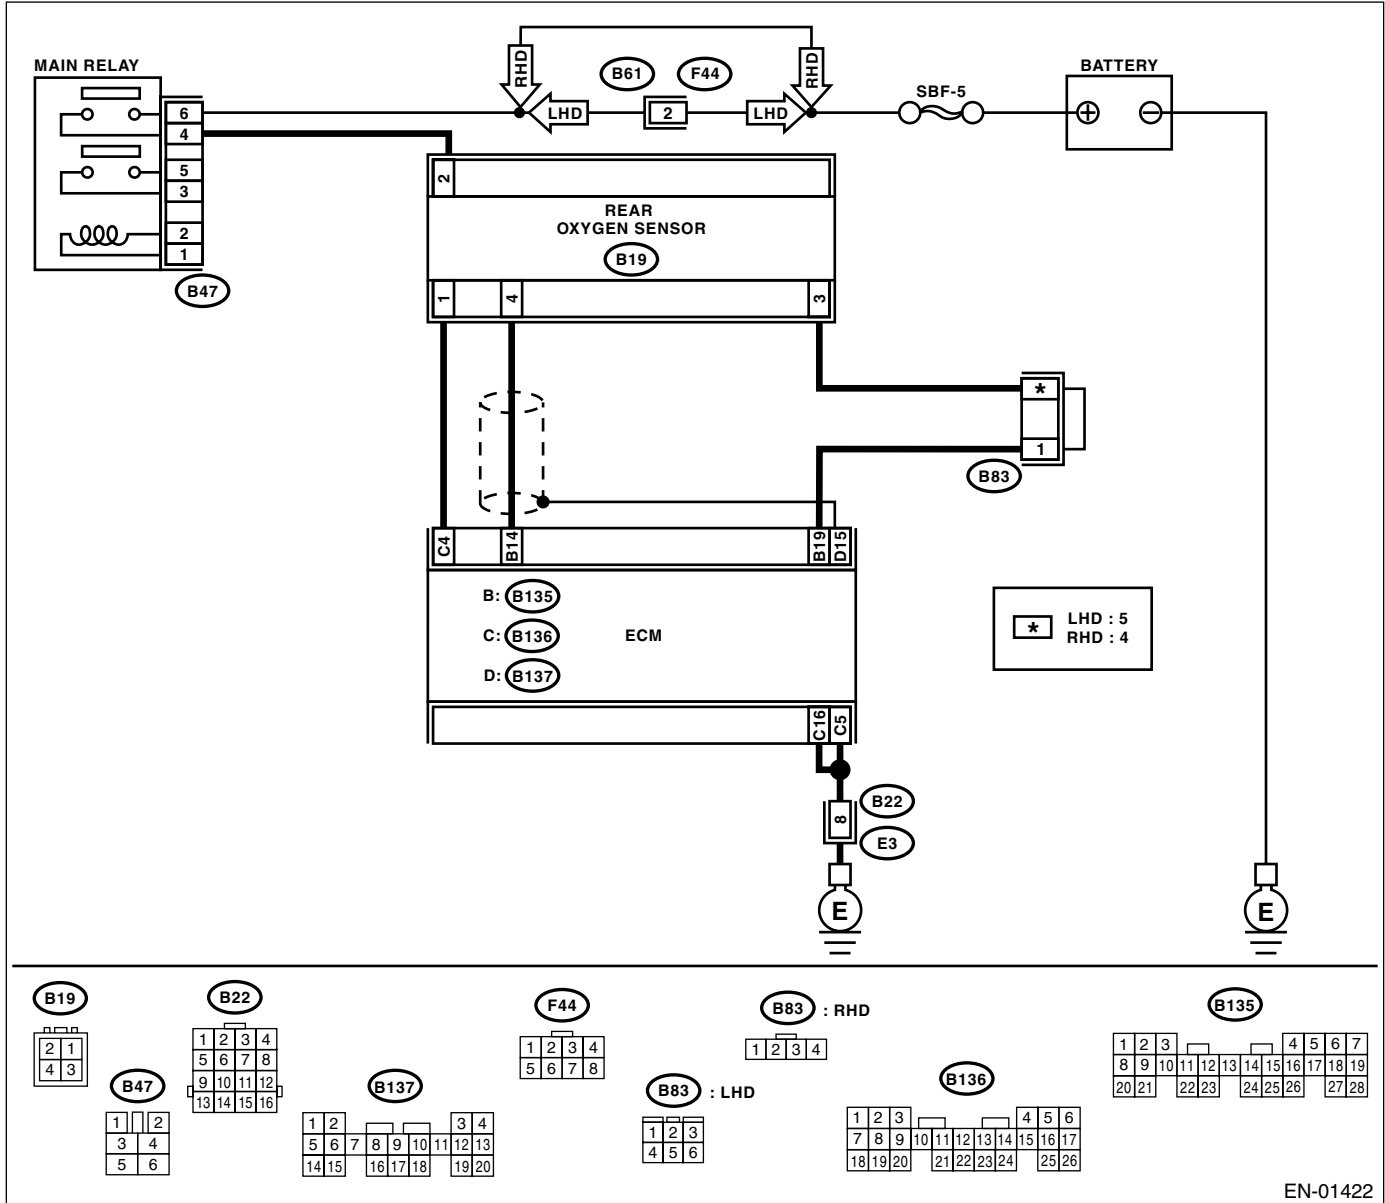 MAIN RELAY
RHD
B61
F44
RHD
BATTERY
SBF-5
LHD
2
LHD
+
−
6
4
5
3
2
1
B47
2
REAR
OXYGEN SENSOR
B19
1
4
3
*
1
B83
C4
B14
B19
D15
B: B135
C: B136
ECM
D: B137
* LHD : 5
RHD : 4
C16
C5
8
B22
E3
E
E
B19
2 1
4 3
B22
1 2 3 4
5 6 7 8
9 10 11 12
13 14 15 16
B47
1 2
3 4
5 6
B137
1 2 3 4
5 6 7 8 9 10 11 12 13
14 15 16 17 18 19 20
F44
1 2 3 4
5 6 7 8
B83 : RHD
1 2 3 4
B83 : LHD
1 2 3
4 5 6
B136
1 2 3 4 5 6
7 8 9 10 11 12 13 14 15 16 17
18 19 20 21 22 23 24 25 26
B135
1 2 3 4 5 6 7
8 9 10 11 12 13 14 15 16 17 18 19
20 21 22 23 24 25 26 27 28
EN-01422